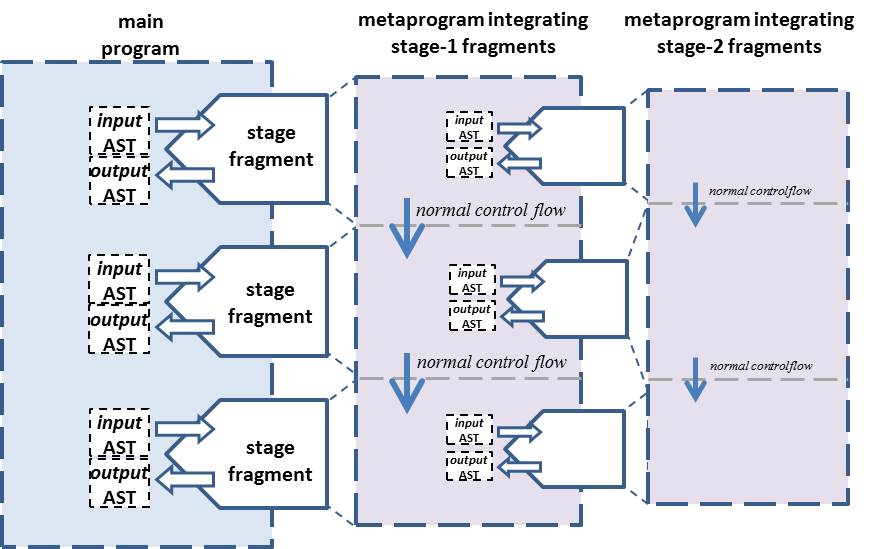 main
program
metaprogram integrating
stage-1 fragments
metaprogram integrating
stage-2 fragments
input
AST
output
AST
stage
fragment
input
AST
output
AST
normal control flow
normal controlflow
input
AST
output
AST
stage
fragment
input
AST
output
AST
normal control flow
normal controlflow
input
AST
output
AST
stage
fragment
input
AST
output
AST